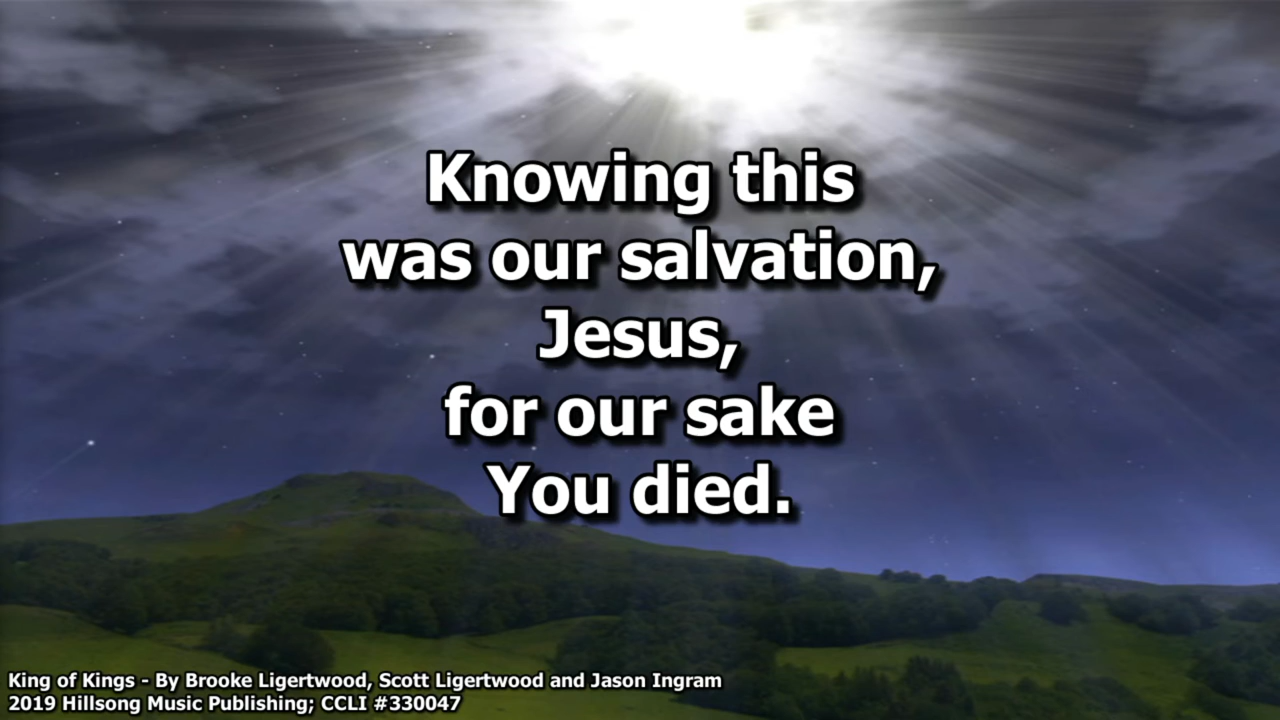 Knowing this
was our salvation,
Jesus,
for our sake
You died.
King of Kings - By Brooke Ligertwood, Scott Ligertwood and Jason Ingram
2019 Hillsong Music Publishing; CCLI #330047